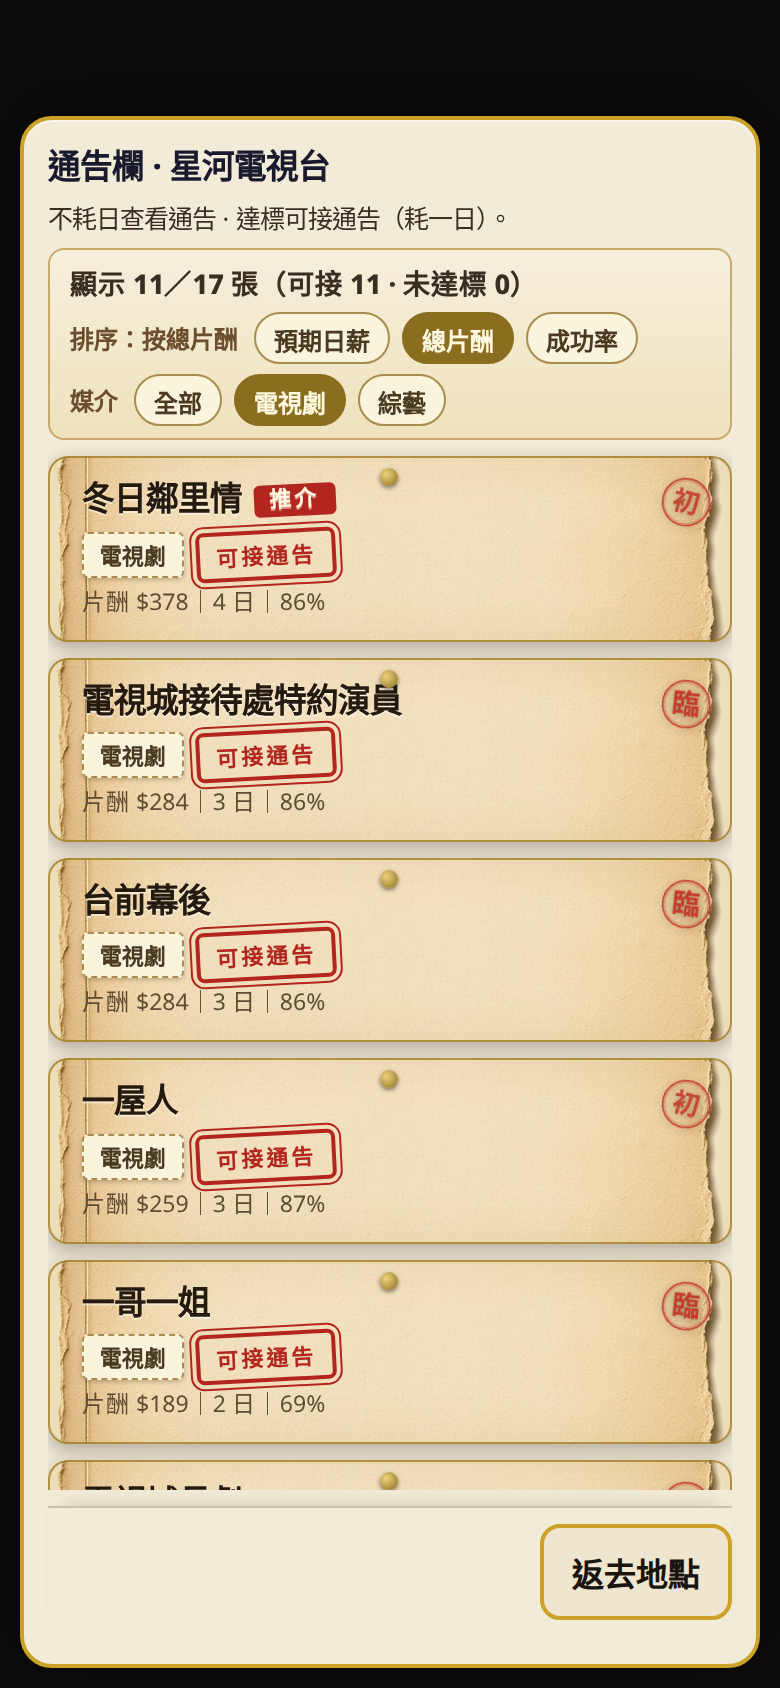 通告欄 · 星河電視台
不耗日查看通告 · 達標可接通告（耗一日）。
顯示 11／17 張（可接 11 · 未達標 0）
排序：按總片酬 預期日薪 總片酬 成功率
媒介 全部 電視劇 綜藝
冬日鄰里情 推介 初
電視劇 可接通告
片酬 $378｜4 日｜86%
電視城接待處特約演員 臨
電視劇 可接通告
片酬 $284｜3 日｜86%
台前幕後 臨
電視劇 可接通告
片酬 $284｜3 日｜86%
一屋人 初
電視劇 可接通告
片酬 $259｜3 日｜87%
一哥一姐 臨
電視劇 可接通告
片酬 $189｜2 日｜69%
返去地點